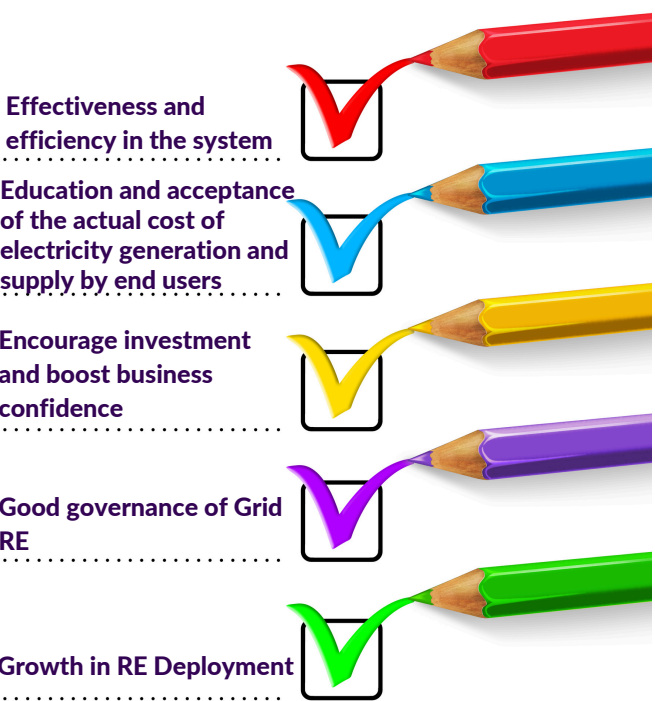 Effectiveness and
efficiency in the system
Education and acceptance
of the actual cost of
electricity generation and
supply by end users
Encourage investment
and boost business
confidence
Good governance of Grid
RE
Growth in RE Deployment